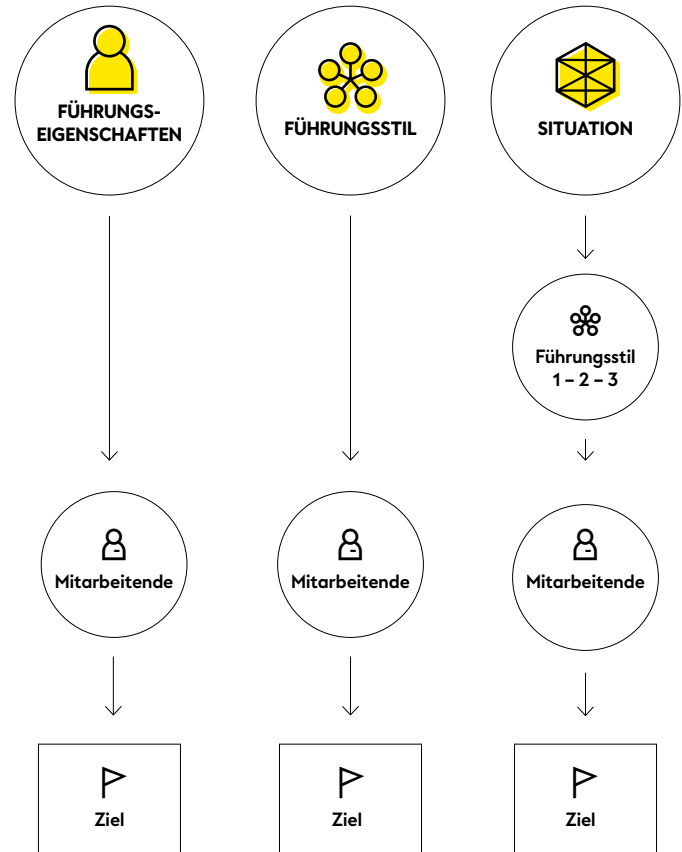 FÜHRUNGS-
EIGENSCHAFTEN
FÜHRUNGSSTIL
SITUATION
Führungsstil
1 – 2 – 3
Mitarbeitende
Mitarbeitende
Mitarbeitende
Ziel
Ziel
Ziel